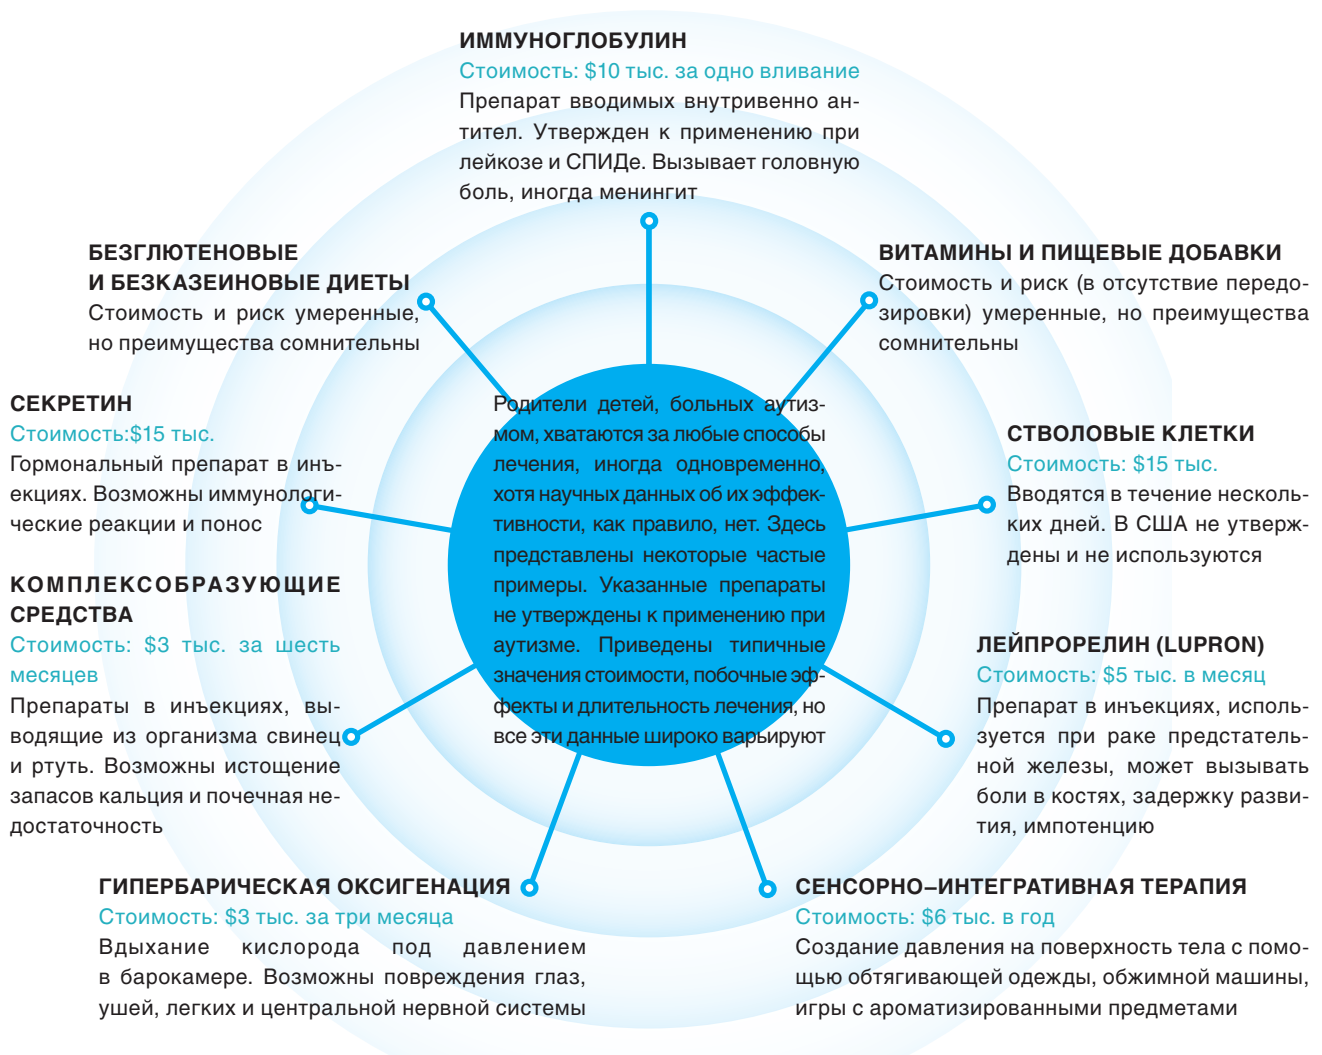 ИММУНОГЛОБУЛИН
Стоимость: $10 тыс. за одно вливание
Препарат вводимых внутривенно ан-
тител. Утвержден к применению при
лейкозе и СПИДе. Вызывает головную
боль, иногда менингит
БЕЗГЛЮТЕНОВЫЕ
И БЕЗКАЗЕИНОВЫЕ ДИЕТЫ
Стоимость и риск умеренные,
но преимущества сомнительны
ВИТАМИНЫ И ПИЩЕВЫЕ ДОБАВКИ
Стоимость и риск (в отсутствие передо-
зировки) умеренные, но преимущества
сомнительны
СЕКРЕТИН
Стоимость:$15 тыс.
Гормональный препарат в инъ-
екциях. Возможны иммунологи-
ческие реакции и понос
Родители детей, больных аутиз-
мом, хватаются за любые способы
лечения, иногда одновременно,
хотя научных данных об их эффек-
тивности, как правило, нет. Здесь
представлены некоторые частые
примеры. Указанные препараты
не утверждены к применению при
аутизме. Приведены типичные
значения стоимости, побочные эф-
фекты и длительность лечения, но
все эти данные широко варьируют
СТВОЛОВЫЕ КЛЕТКИ
Стоимость: $15 тыс.
Вводятся в течение несколь-
ких дней. В США не утверж-
дены и не используются
КОМПЛЕКСОБРАЗУЮЩИЕ
СРЕДСТВА
Стоимость: $3 тыс. за шесть
месяцев
Препараты в инъекциях, вы-
водящие из организма свинец
и ртуть. Возможны истощение
запасов кальция и почечная не-
достаточность
ЛЕЙПРОРЕЛИН (LUPRON)
Стоимость: $5 тыс. в месяц
Препарат в инъекциях, исполь-
зуется при раке предстатель-
ной железы, может вызывать
боли в костях, задержку разви-
тия, импотенцию
ГИПЕРБАРИЧЕСКАЯ ОКСИГЕНАЦИЯ
Стоимость: $3 тыс. за три месяца
Вдыхание кислорода под давлением
в барокамере. Возможны повреждения глаз,
ушей, легких и центральной нервной системы
СЕНСОРНО–ИНТЕГРАТИВНАЯ ТЕРАПИЯ
Стоимость: $6 тыс. в год
Создание давления на поверхность тела с помо-
щью обтягивающей одежды, обжимной машины,
игры с ароматизированными предметами